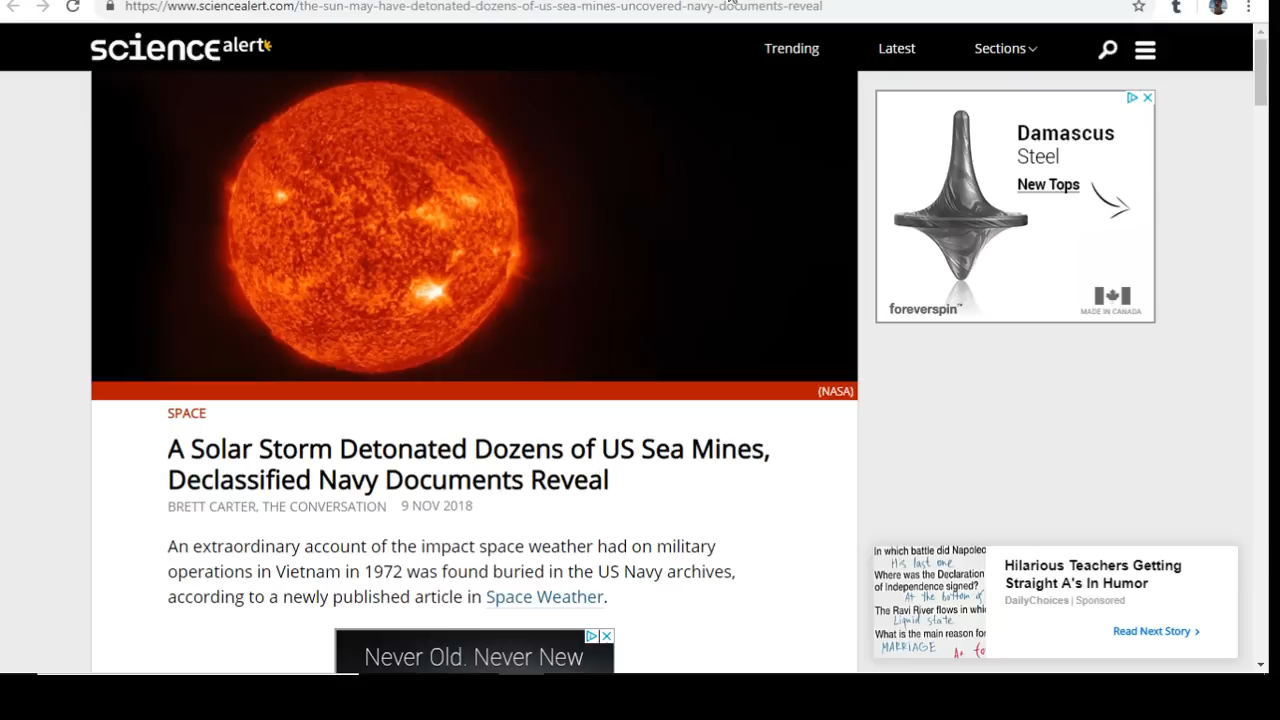 https://www.sciencealert.com/the-sun-may-have-detonated-dozens-of-us-sea-mines-uncovered-navy-documents-reveal
sciencealert
Trending
Latest
Sections
Damascus
Steel
New Tops
foreverspin™
MADE IN CANADA
(NASA)
SPACE
A Solar Storm Detonated Dozens of US Sea Mines,
Declassified Navy Documents Reveal
BRETT CARTER, THE CONVERSATION 9 NOV 2018
An extraordinary account of the impact space weather had on military
operations in Vietnam in 1972 was found buried in the US Navy archives,
according to a newly published article in Space Weather.
Never Old. Never New
In which battle did Napoleo
His last one
Where was the Declaration
of Independence signed?
At the bottom of
The Ravi River flows in whic
Liquid state
What is the main reason for
MARRIAGE
A+
Hilarious Teachers Getting
Straight A's In Humor
DailyChoices | Sponsored
Read Next Story >